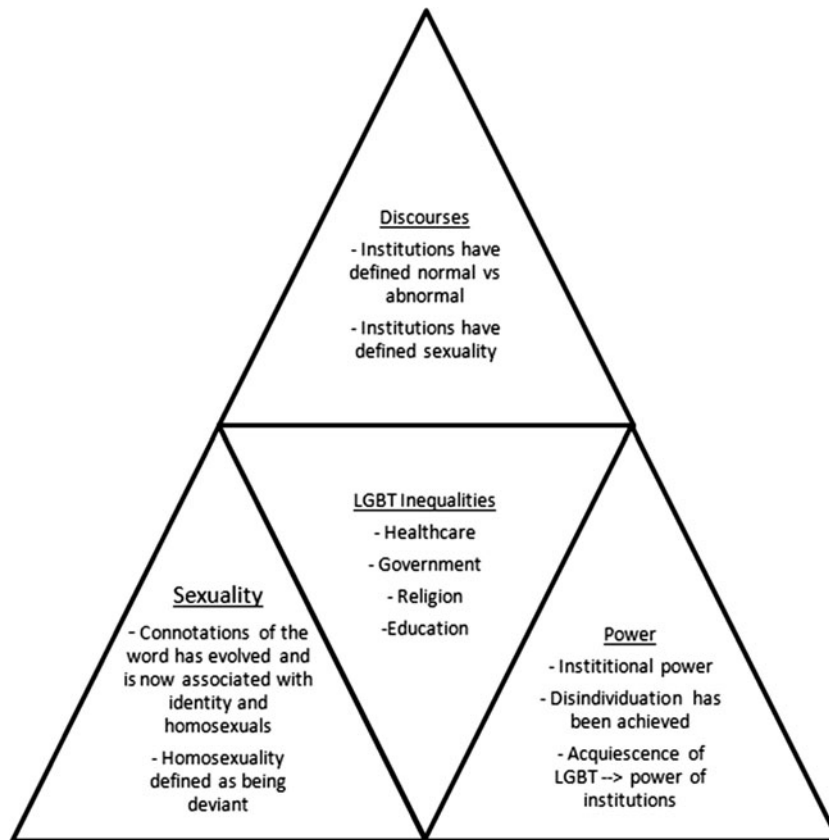 Discourses
- Institutions have
defined normal vs
abnormal
- Institutions have
defined sexuality
LGBT Inequalities
- Healthcare
- Government
- Religion
-Education
Sexuality
- Connotations of the
word has evolved and
is now associated with
identity and
homosexuals
- Homosexuality
defined as being
deviant
Power
- Instititional power
- Disindividuation has
been achieved
- Acquiescence of
LGBT --> power of
institutions